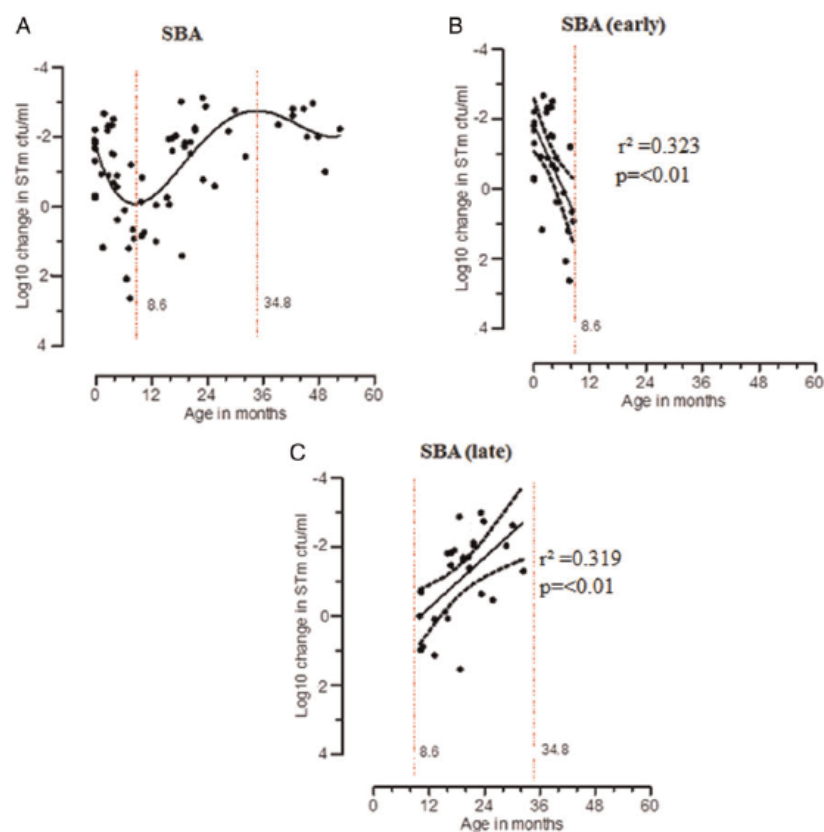 A
SBA
Log10 change in STm cfu/ml
-4
-2
0
2
4
8.6
34.8
0 12 24 36 48 60
Age in months
B
SBA (early)
Log10 change in STm cfu/ml
-4
-2
0
2
4
r² =0.323
p=<0.01
8.6
0 12 24 36 48 60
Age in months
C
SBA (late)
Log10 change in STm cfu/ml
-4
-2
0
2
4
r² =0.319
p=<0.01
8.6
34.8
0 12 24 36 48 60
Age in months